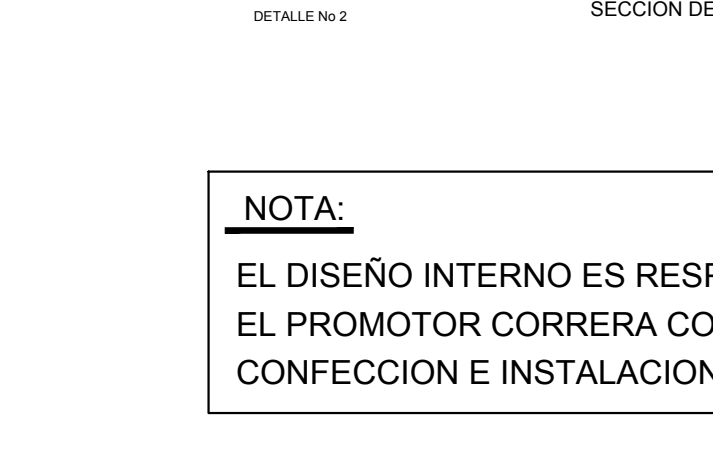 DETALLE No 2
SECCION DE
NOTA:
EL DISEÑO INTERNO ES RESP
EL PROMOTOR CORRERA CO
CONFECCION E INSTALACION